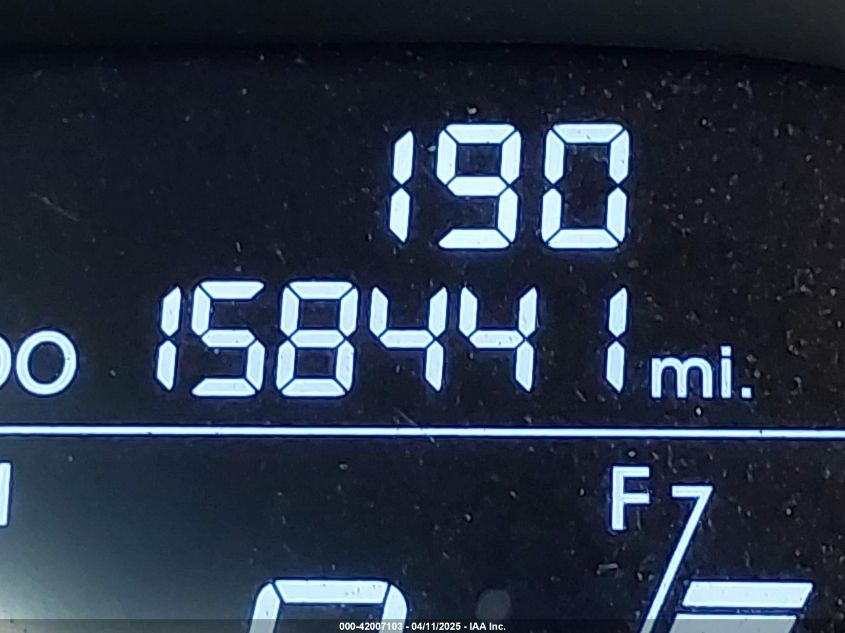 190
158441 mi.
F
000-42007103 - 04/11/2025 - IAA Inc.